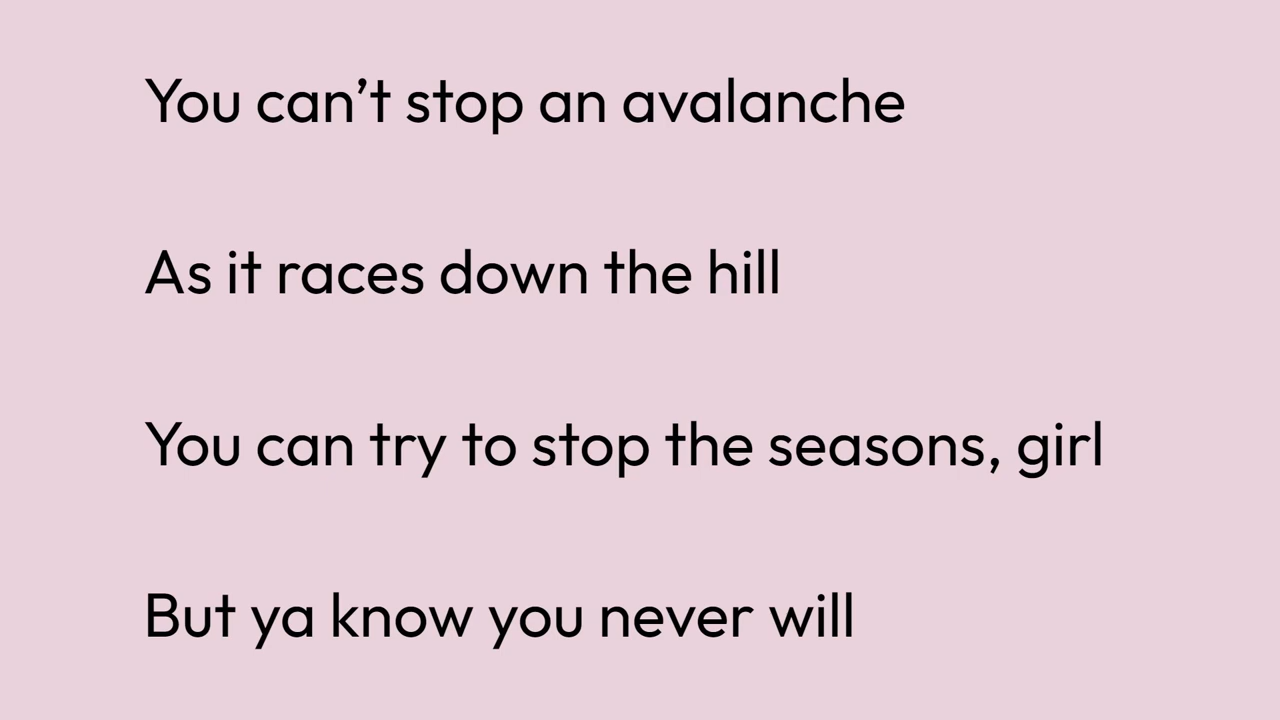 You can’t stop an avalanche
As it races down the hill
You can try to stop the seasons, girl
But ya know you never will